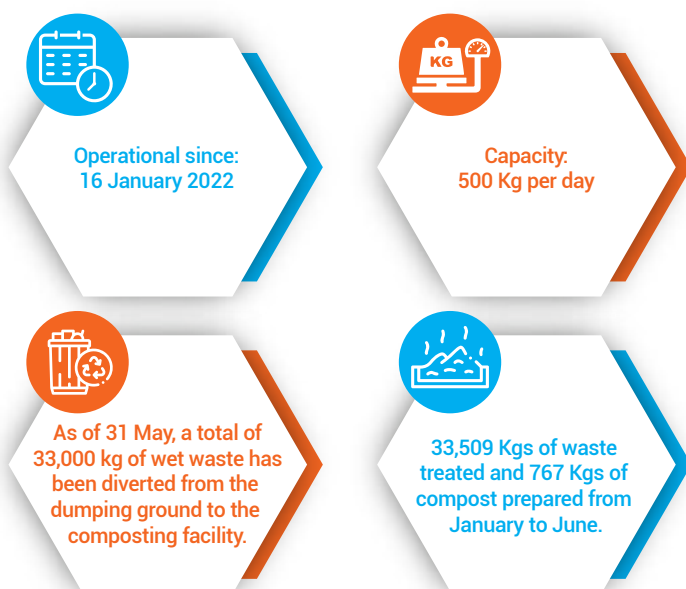 Operational since:
16 January 2022
KG
Capacity:
500 Kg per day
As of 31 May, a total of
33,000 kg of wet waste has
been diverted from the
dumping ground to the
composting facility.
33,509 Kgs of waste
treated and 767 Kgs of
compost prepared from
January to June.